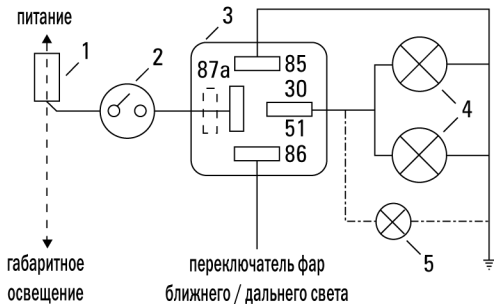 питание
1
2
3
87a
85
30
51
86
4
5
габаритное
освещение
переключатель фар
ближнего / дальнего света